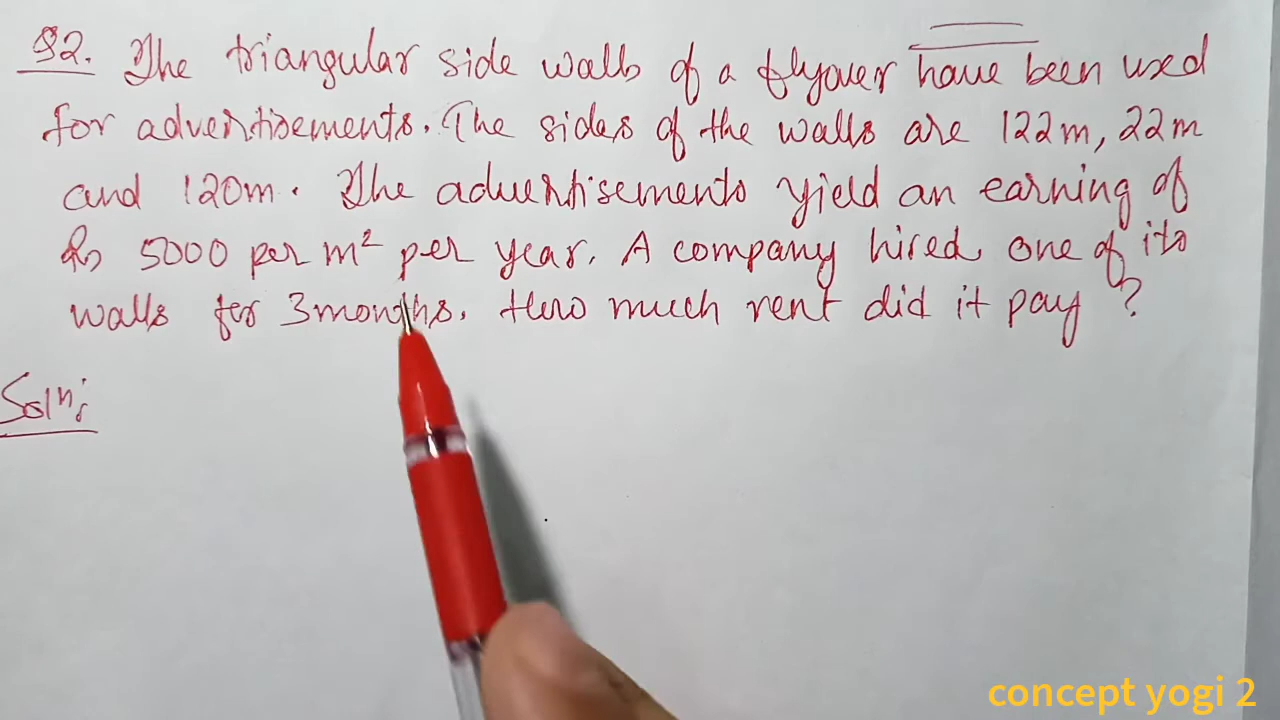 Q2. The triangular side walls of a flyover have been used
for advertisements. The sides of the walls are 122m, 22m
and 120m. The advertisements yield an earning of
Rs 5000 per m² per year. A company hired one of its
walls for 3 months. How much rent did it pay ?
Solⁿ:
concept yogi 2